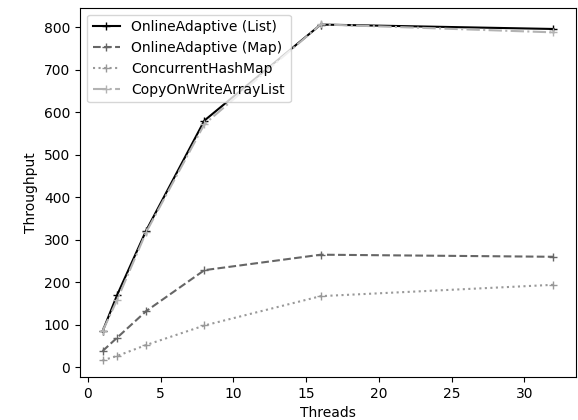 OnlineAdaptive (List)
OnlineAdaptive (Map)
ConcurrentHashMap
CopyOnWriteArrayList
Throughput
800
700
600
500
400
300
200
100
0
0 5 10 15 20 25 30
Threads